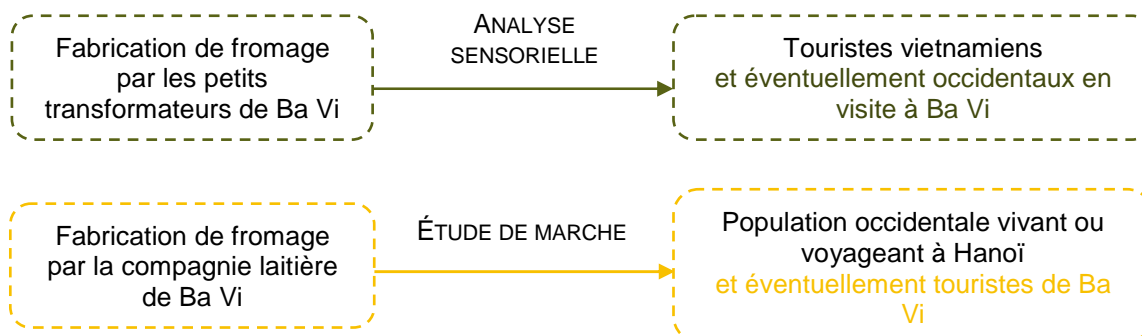 Fabrication de fromage
par les petits
transformateurs de Ba Vi
ANALYSE
SENSORIELLE
Touristes vietnamiens
et éventuellement occidentaux en
visite à Ba Vi
Fabrication de fromage
par la compagnie laitière
de Ba Vi
ÉTUDE DE MARCHE
Population occidentale vivant ou
voyageant à Hanoï
et éventuellement touristes de Ba
Vi